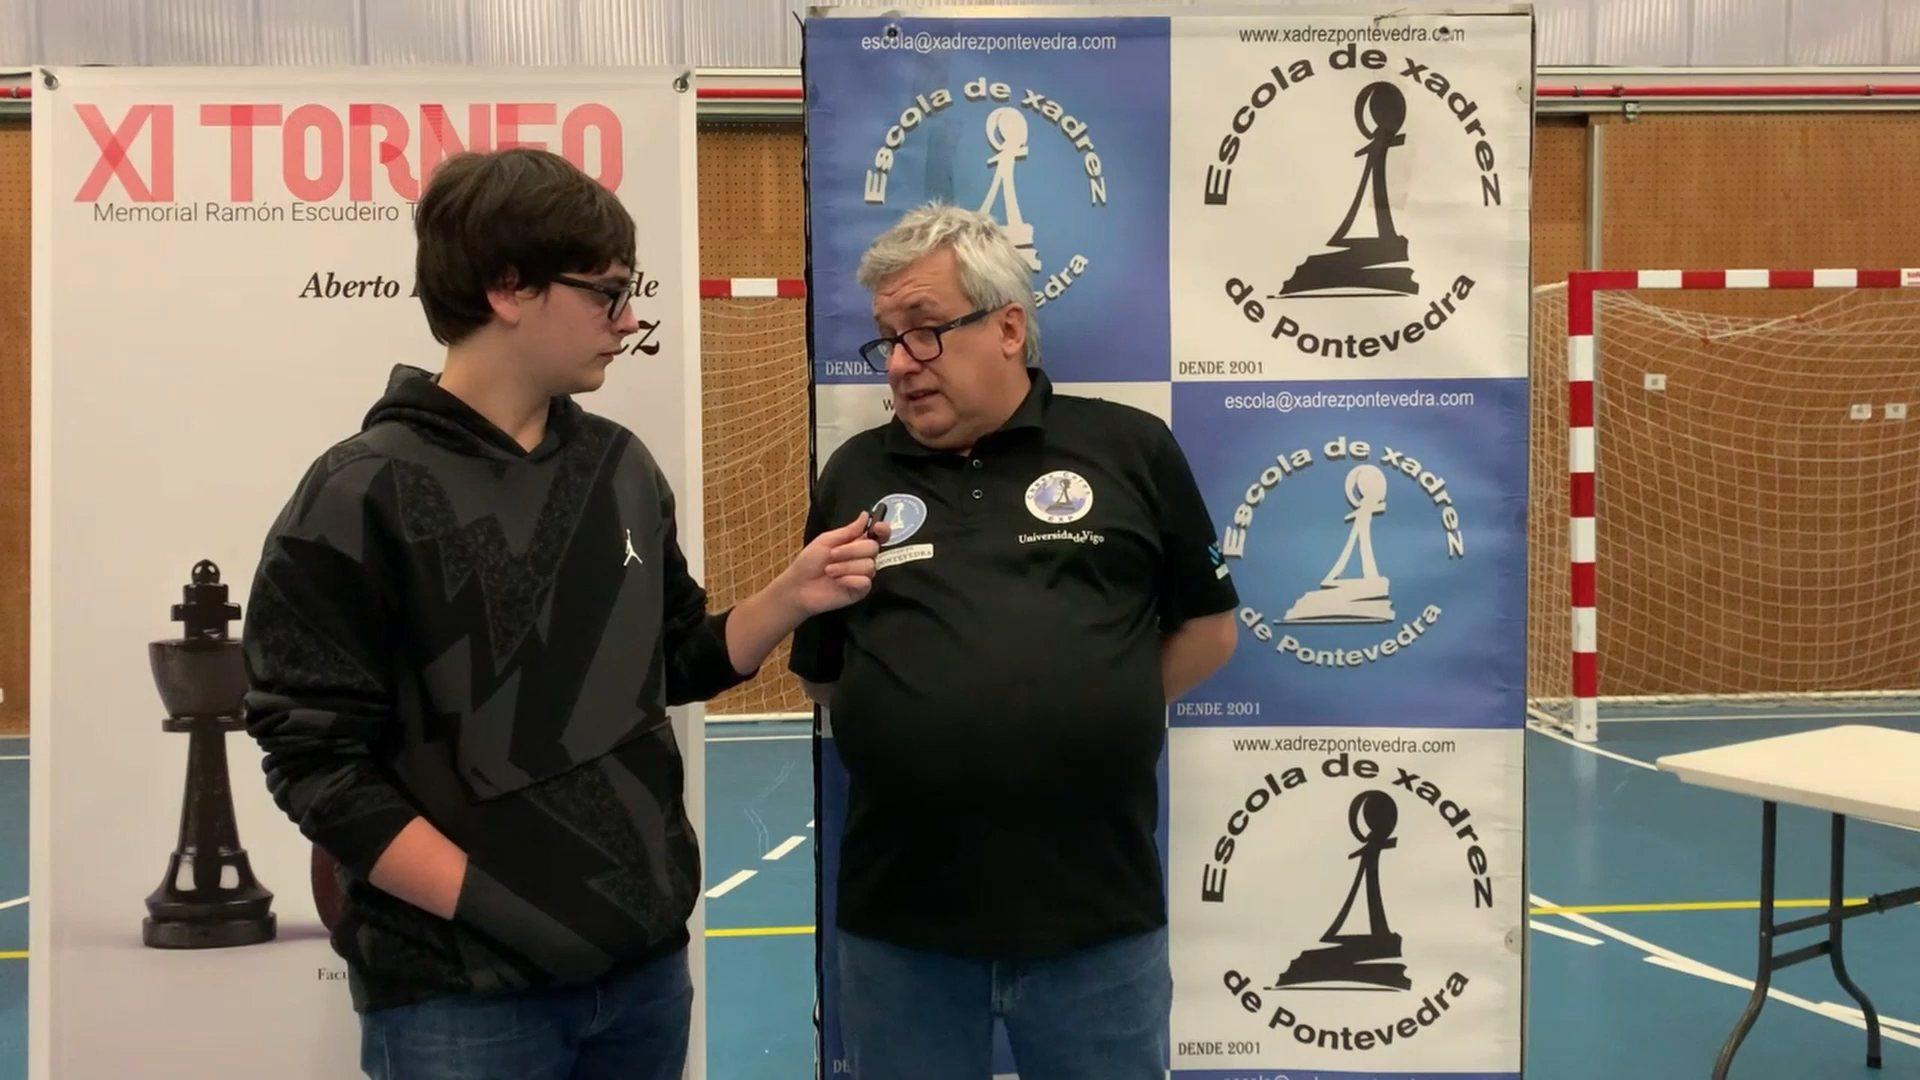 XI TORNEO
Memorial Ramón Escudeiro
Aberto
de
escola@xadrezpontevedra.com
Escola de xadrez
DENDE
www.xadrezpontevedra.com
Escola de xadrez
de Pontevedra
DENDE 2001
escola@xadrezpontevedra.com
Escola de xadrez
de Pontevedra
DENDE 2001
www.xadrezpontevedra.com
Escola de xadrez
de Pontevedra
DENDE 2001
PONTEVEDRA
Universidade de Vigo